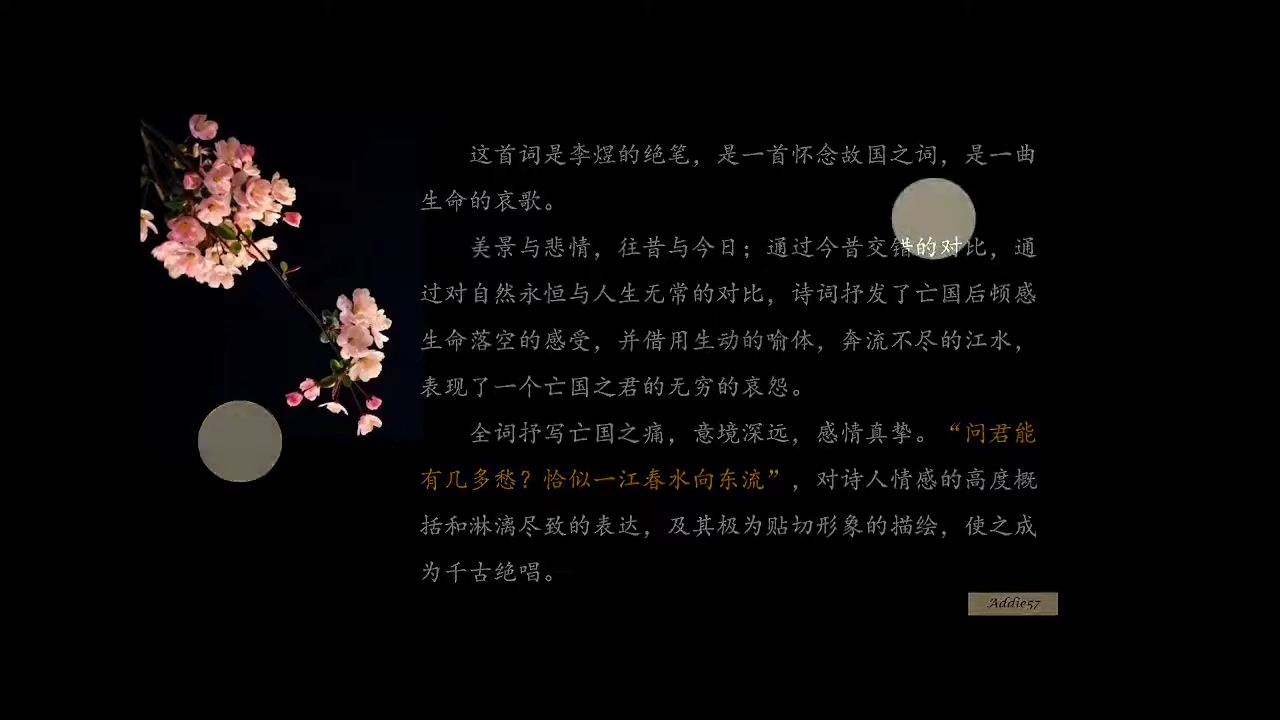 这首词是李煜的绝笔，是一首怀念故国之词，是一曲
生命的哀歌。
美景与悲情，往昔与今日；通过今昔交错的对比，通
过对自然永恒与人生无常的对比，诗词抒发了亡国后顿感
生命落空的感受，并借用生动的喻体，奔流不尽的江水，
表现了一个亡国之君的无穷的哀怨。
全词抒写亡国之痛，意境深远，感情真挚。“问君能
有几多愁？恰似一江春水向东流”，对诗人情感的高度概
括和淋漓尽致的表达，及其极为贴切形象的描绘，使之成
为千古绝唱。
Addie57